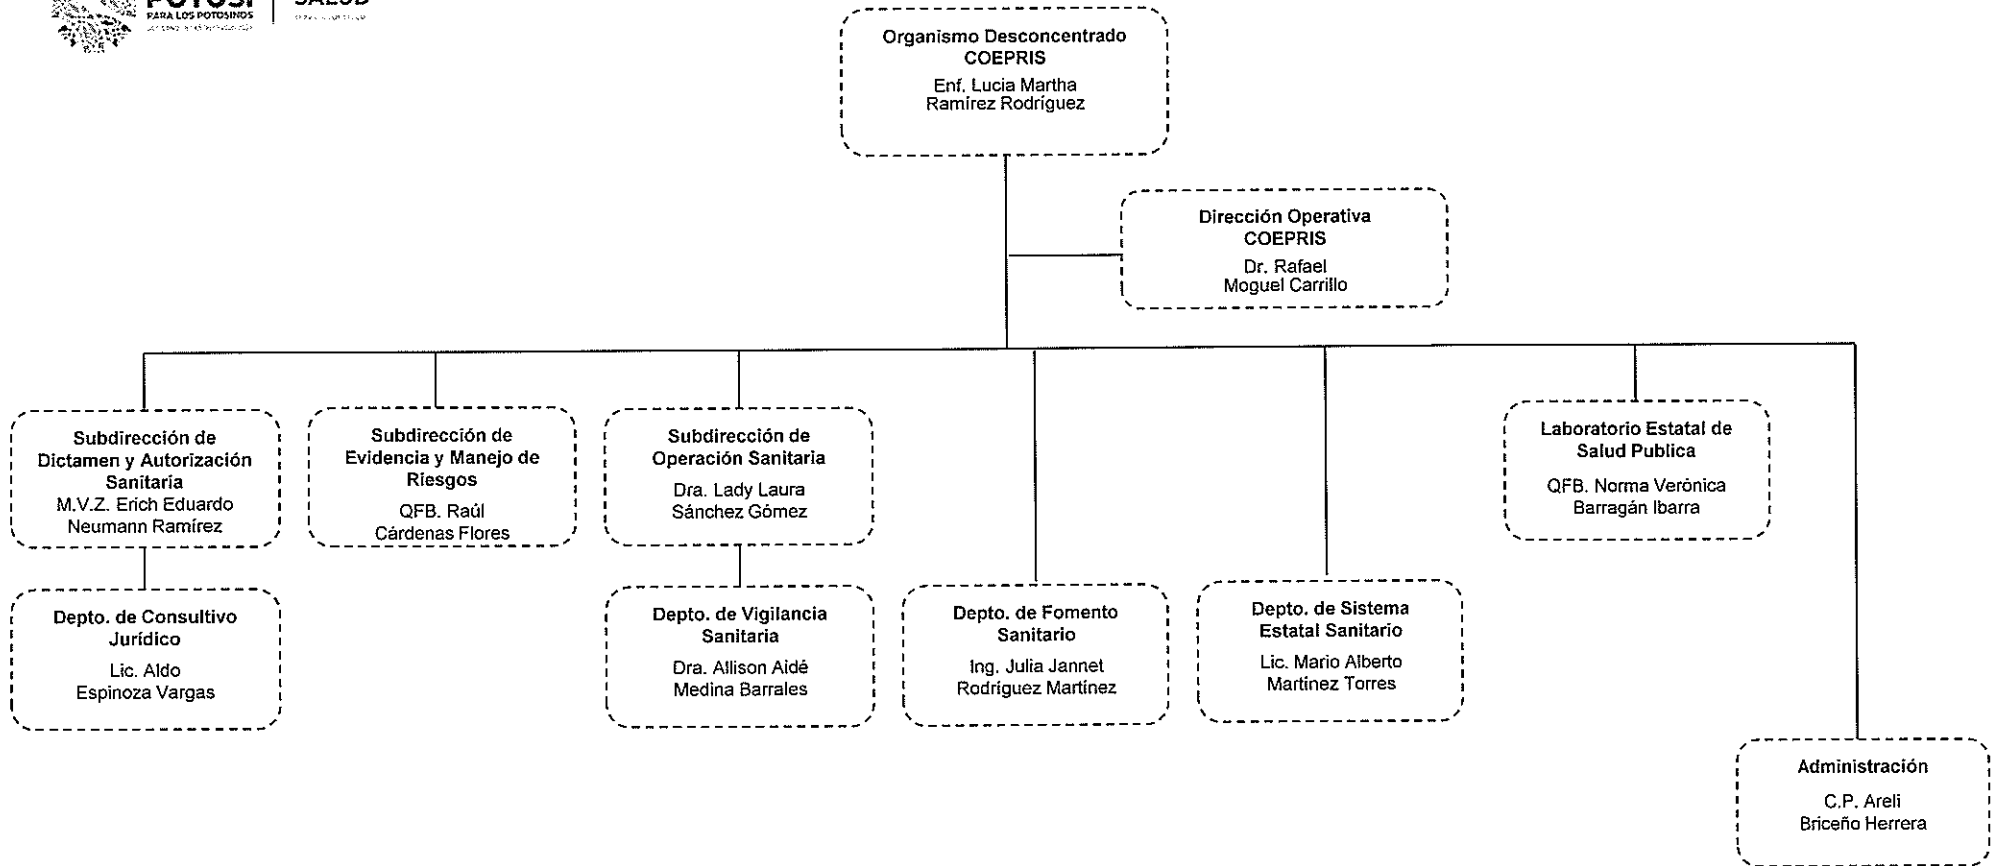 POTOSÍ
PARA LOS POTOSINOS
SALUD
Organismo Desconcentrado
COEPRIS
Enf. Lucia Martha
Ramírez Rodríguez
Dirección Operativa
COEPRIS
Dr. Rafael
Moguel Carrillo
Subdirección de
Dictamen y Autorización
Sanitaria
M.V.Z. Erich Eduardo
Neumann Ramírez
Subdirección de
Evidencia y Manejo de
Riesgos
QFB. Raúl
Cárdenas Flores
Subdirección de
Operación Sanitaria
Dra. Lady Laura
Sánchez Gómez
Laboratorio Estatal de
Salud Publica
QFB. Norma Verónica
Barragán Ibarra
Depto. de Consultivo
Jurídico
Lic. Aldo
Espinoza Vargas
Depto. de Vigilancia
Sanitaria
Dra. Allison Aidé
Medina Barrales
Depto. de Fomento
Sanitario
Ing. Julia Jannet
Rodríguez Martínez
Depto. de Sistema
Estatal Sanitario
Lic. Mario Alberto
Martínez Torres
Administración
C.P. Areli
Briceño Herrera